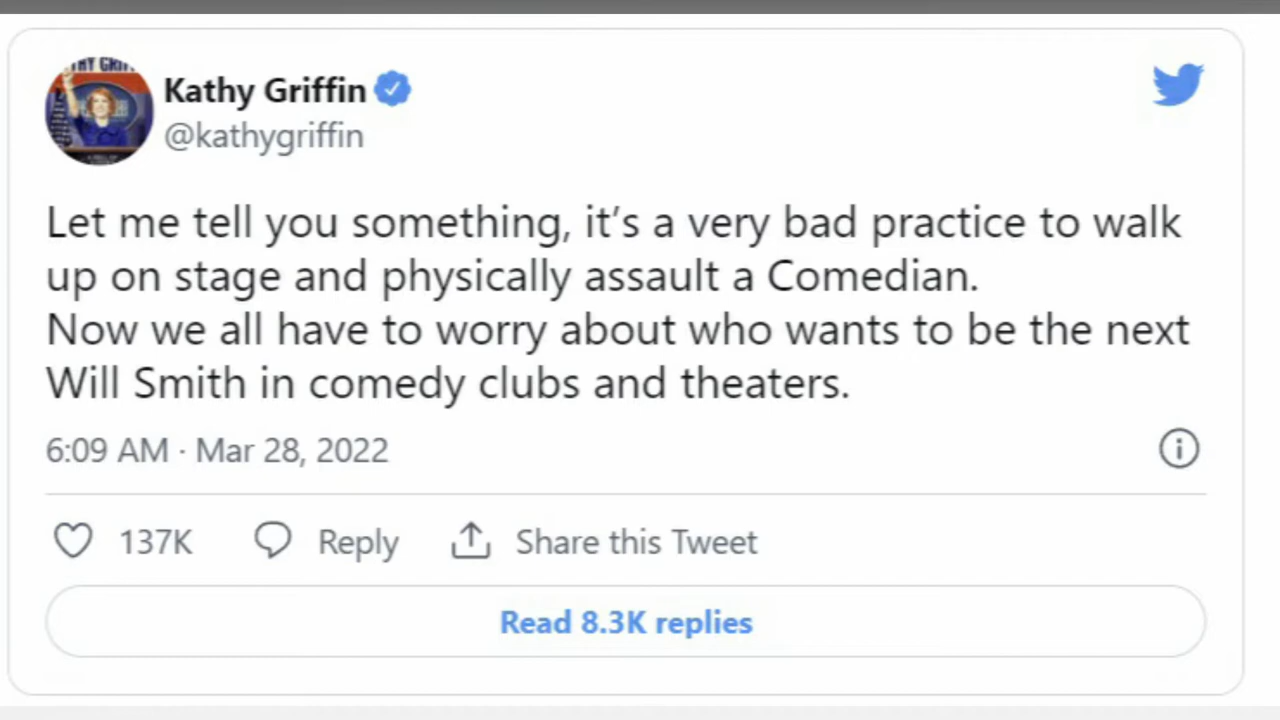 Kathy Griffin
@kathygriffin
Let me tell you something, it’s a very bad practice to walk
up on stage and physically assault a Comedian.
Now we all have to worry about who wants to be the next
Will Smith in comedy clubs and theaters.
6:09 AM · Mar 28, 2022
137K Reply Share this Tweet
Read 8.3K replies